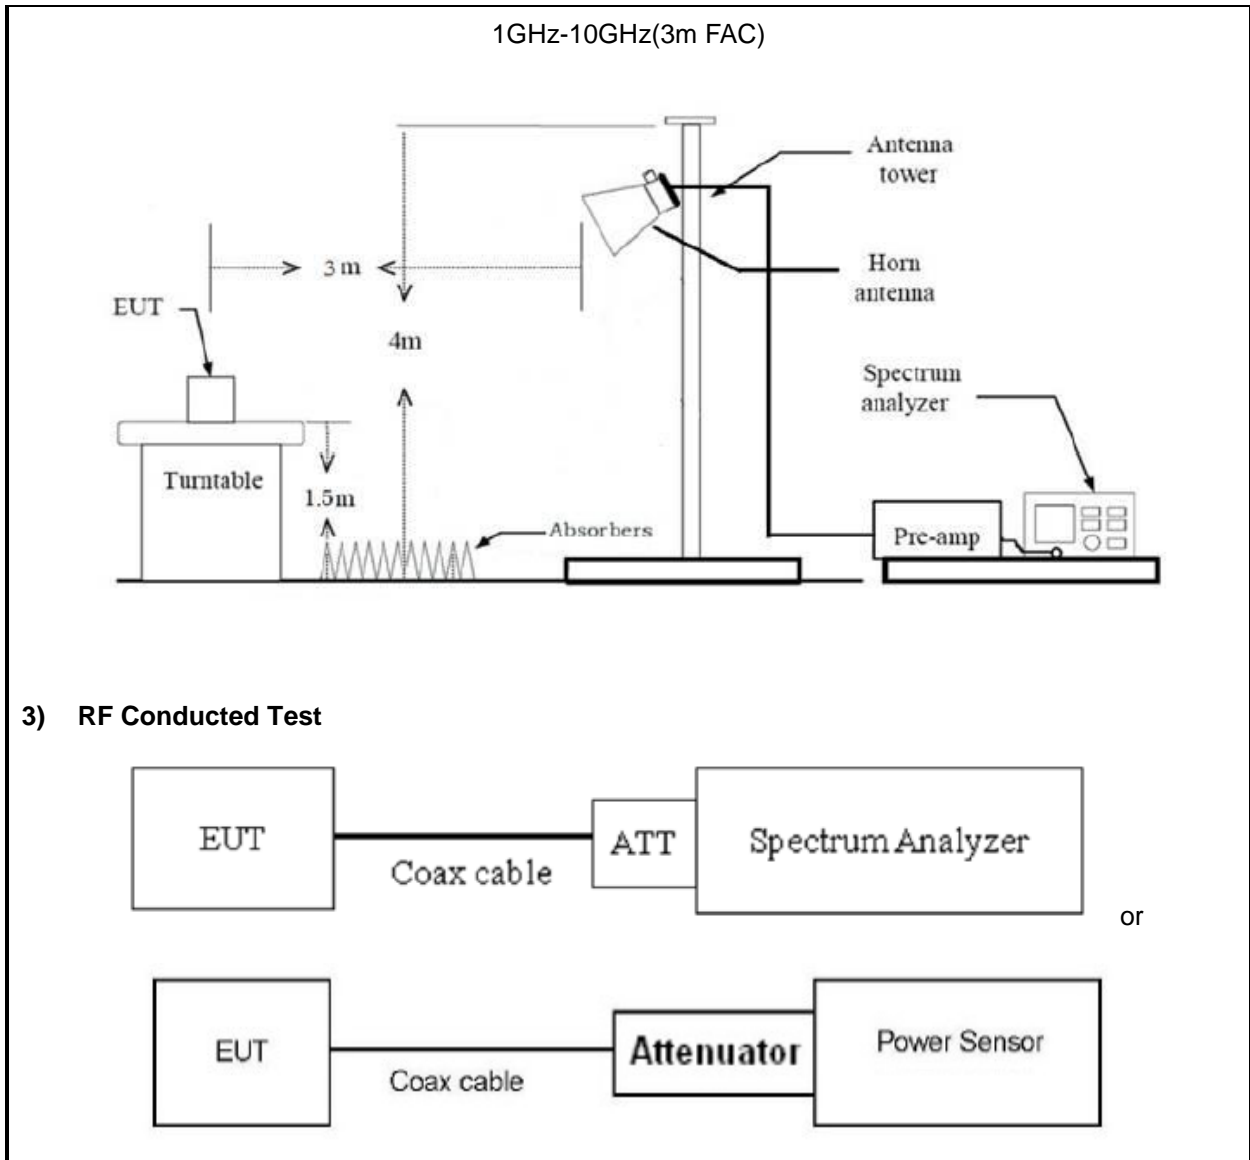 1GHz-10GHz(3m FAC)
Antenna
tower
3 m
Horn
antenna
EUT
4m
Spectrum
analyzer
Turntable
1.5m
Absorbers
Pre-amp
3) RF Conducted Test
EUT
Coax cable
ATT
Spectrum Analyzer
or
EUT
Coax cable
Attenuator
Power Sensor